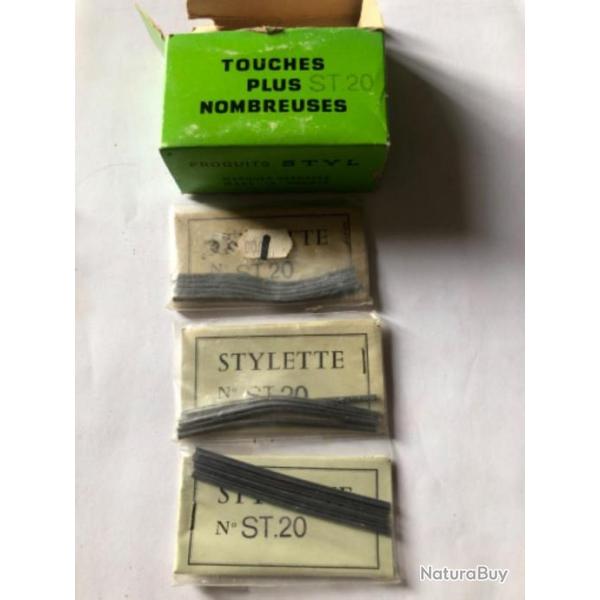 TOUCHES
PLUS ST.20
NOMBREUSES
PRODUITS STYL
STYLETTE
N° ST.20
STYLETTE
N° ST.20
N° ST.20
NaturaBuy